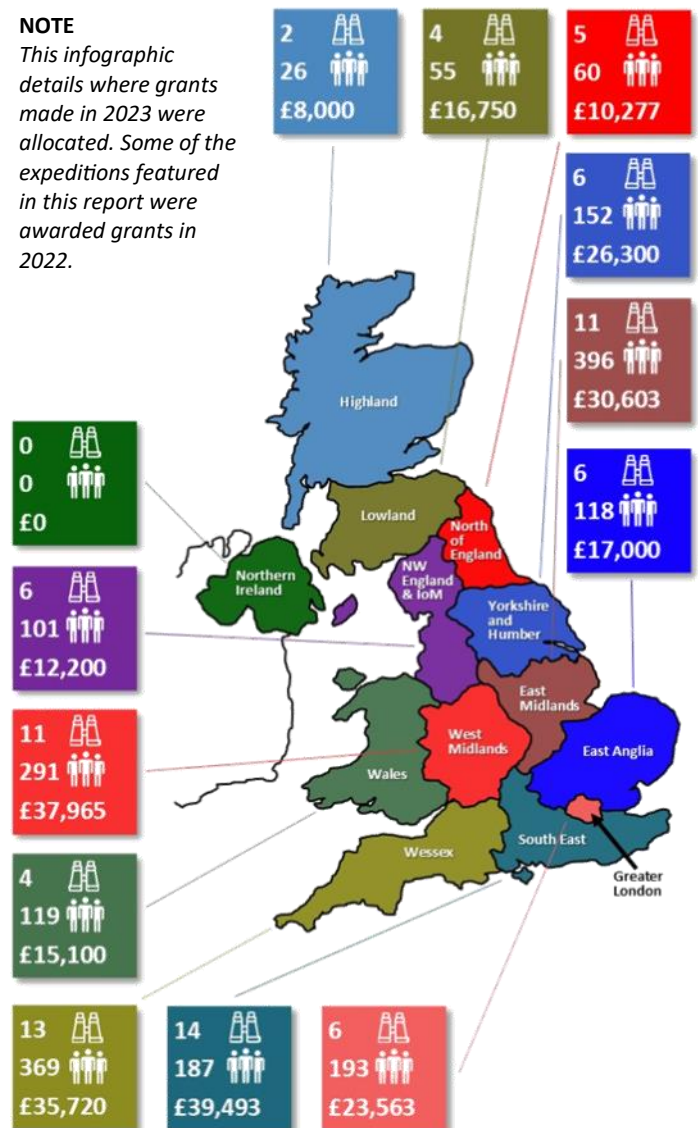 NOTE
This infographic
details where grants
made in 2023 were
allocated. Some of the
expeditions featured
in this report were
awarded grants in
2022.
2
26
£8,000
4
55
£16,750
5
60
£10,277
6
152
£26,300
11
396
£30,603
6
118
£17,000
0
0
£0
6
101
£12,200
11
291
£37,965
4
119
£15,100
13
369
£35,720
14
187
£39,493
6
193
£23,563
Highland
Lowland
North
of
England
NW
England
& IoM
Northern
Ireland
Yorkshire
and
Humber
East
Midlands
West
Midlands
East Anglia
Wales
South East
Wessex
Greater
London